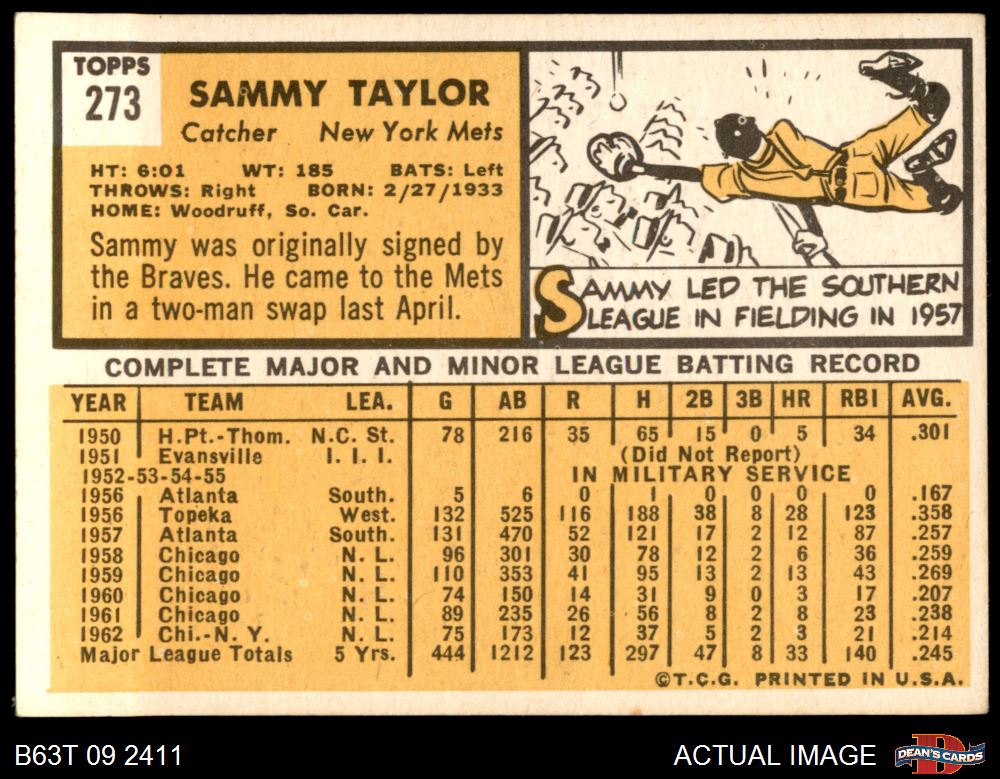 TOPPS
273
SAMMY TAYLOR
Catcher New York Mets
HT: 6:01 WT: 185 BATS: Left
THROWS: Right BORN: 2/27/1933
HOME: Woodruff, So. Car.
Sammy was originally signed by
the Braves. He came to the Mets
in a two-man swap last April.
SAMMY LED THE SOUTHERN
LEAGUE IN FIELDING IN 1957
COMPLETE MAJOR AND MINOR LEAGUE BATTING RECORD
YEAR TEAM LEA. G AB R H 2B 3B HR RBI AVG.
1950 H.Pt.-Thom. N.C. St. 78 216 35 65 15 0 5 34 .301
1951 Evansville I. I. I. (Did Not Report)
1952-53-54-55 IN MILITARY SERVICE
1956 Atlanta South. 5 6 0 1 0 0 0 0 .167
1956 Topeka West. 132 525 116 188 38 8 28 123 .358
1957 Atlanta South. 131 470 52 121 17 2 12 87 .257
1958 Chicago N. L. 96 301 30 78 12 2 6 36 .259
1959 Chicago N. L. 110 353 41 95 13 2 13 43 .269
1960 Chicago N. L. 74 150 14 31 9 0 3 17 .207
1961 Chicago N. L. 89 235 26 56 8 2 8 23 .238
1962 Chi.-N. Y. N. L. 75 173 12 37 5 2 3 21 .214
Major League Totals 5 Yrs. 444 1212 123 297 47 8 33 140 .245
©T.C.G. PRINTED IN U.S.A.
B63T 09 2411 ACTUAL IMAGE DEAN'S CARDS